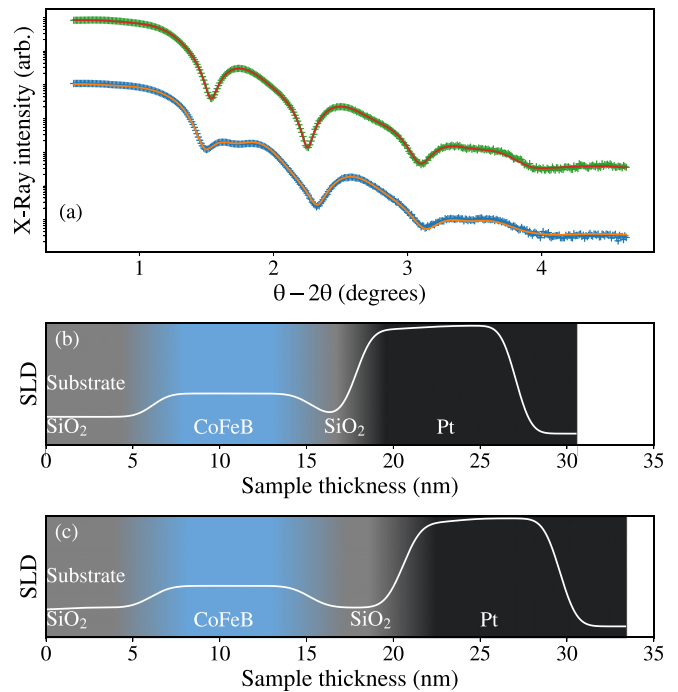 X-Ray intensity (arb.)
(a)
1 2 3 4
θ − 2θ (degrees)
(b)
SLD
Substrate
SiO₂ CoFeB SiO₂ Pt
0 5 10 15 20 25 30 35
Sample thickness (nm)
(c)
SLD
Substrate
SiO₂ CoFeB SiO₂ Pt
0 5 10 15 20 25 30 35
Sample thickness (nm)